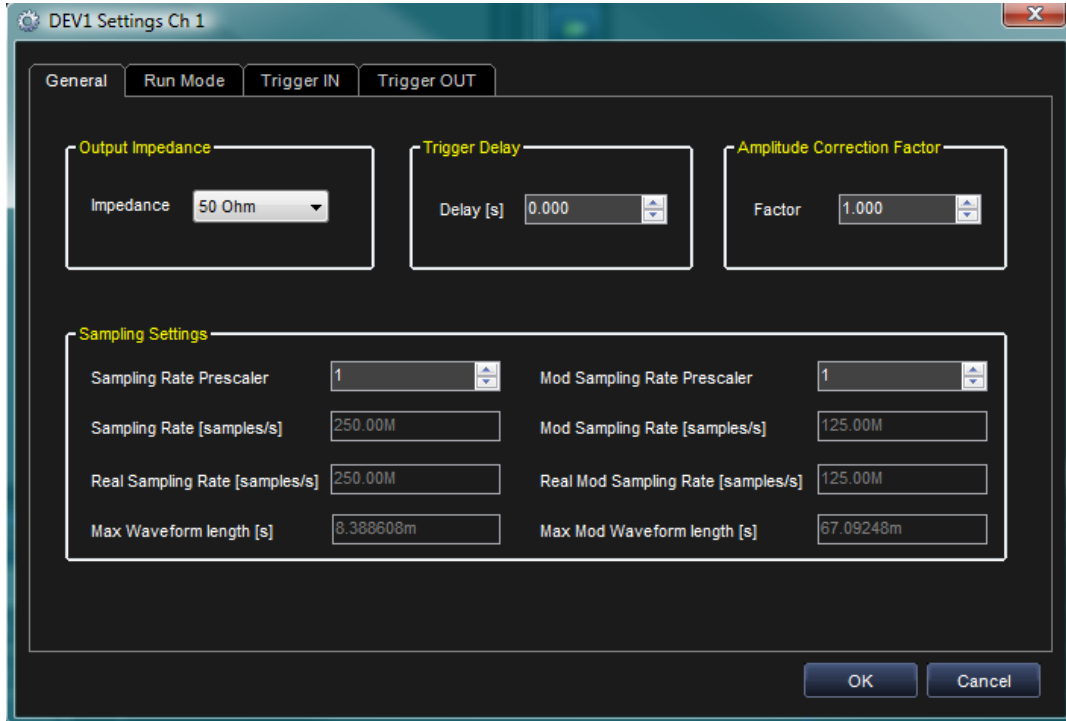 DEV1 Settings Ch 1
General Run Mode Trigger IN Trigger OUT
Output Impedance Trigger Delay Amplitude Correction Factor
Impedance 50 Ohm Delay [s] 0.000 Factor 1.000
Sampling Settings
Sampling Rate Prescaler 1 Mod Sampling Rate Prescaler 1
Sampling Rate [samples/s] 250.00M Mod Sampling Rate [samples/s] 125.00M
Real Sampling Rate [samples/s] 250.00M Real Mod Sampling Rate [samples/s] 125.00M
Max Waveform length [s] 8.388608m Max Mod Waveform length [s] 67.09248m
OK Cancel